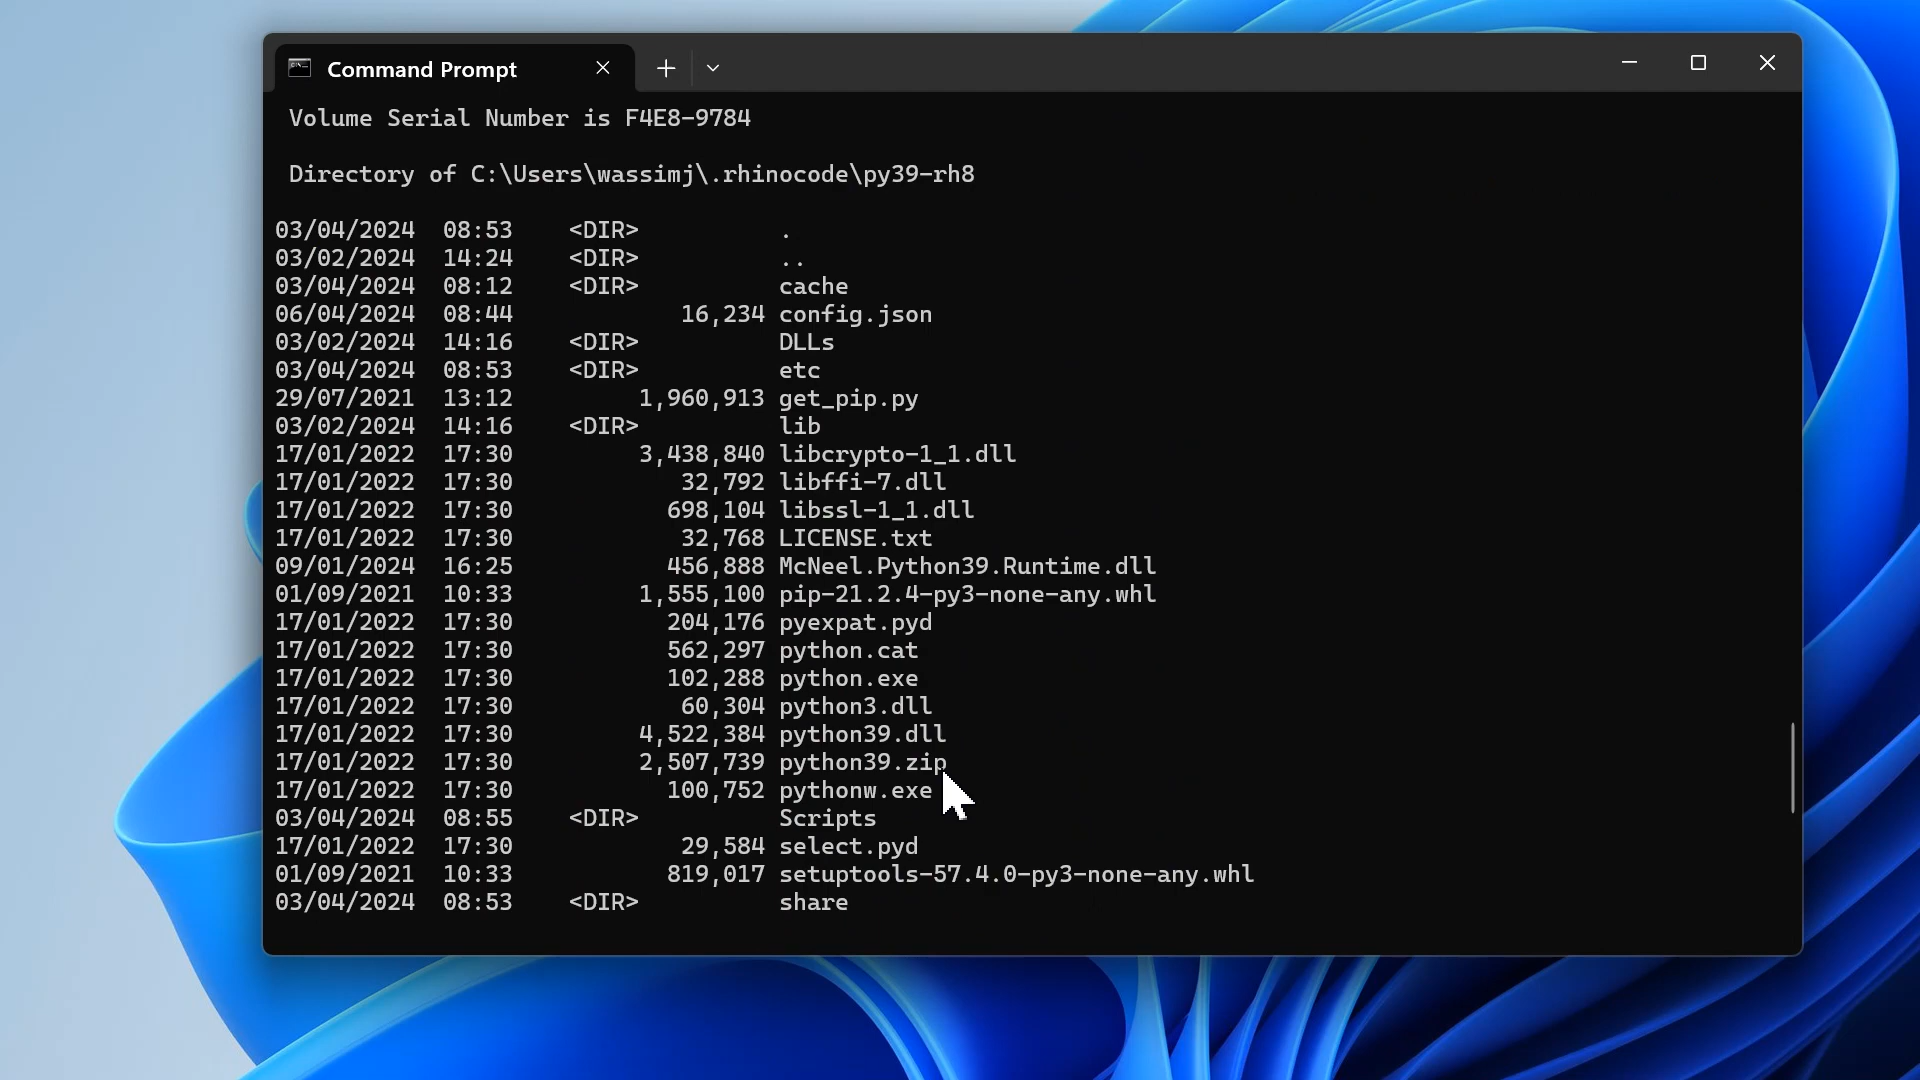 Command Prompt
Volume Serial Number is F4E8-9784
Directory of C:\Users\wassimj\.rhinocode\py39-rh8
03/04/2024  08:53    <DIR>          .
03/02/2024  14:24    <DIR>          ..
03/04/2024  08:12    <DIR>          cache
06/04/2024  08:44            16,234 config.json
03/02/2024  14:16    <DIR>          DLLs
03/04/2024  08:53    <DIR>          etc
29/07/2021  13:12         1,960,913 get_pip.py
03/02/2024  14:16    <DIR>          lib
17/01/2022  17:30         3,438,840 libcrypto-1_1.dll
17/01/2022  17:30            32,792 libffi-7.dll
17/01/2022  17:30           698,104 libssl-1_1.dll
17/01/2022  17:30            32,768 LICENSE.txt
09/01/2024  16:25           456,888 McNeel.Python39.Runtime.dll
01/09/2021  10:33         1,555,100 pip-21.2.4-py3-none-any.whl
17/01/2022  17:30           204,176 pyexpat.pyd
17/01/2022  17:30           562,297 python.cat
17/01/2022  17:30           102,288 python.exe
17/01/2022  17:30            60,304 python3.dll
17/01/2022  17:30         4,522,384 python39.dll
17/01/2022  17:30         2,507,739 python39.zip
17/01/2022  17:30           100,752 pythonw.exe
03/04/2024  08:55    <DIR>          Scripts
17/01/2022  17:30            29,584 select.pyd
01/09/2021  10:33           819,017 setuptools-57.4.0-py3-none-any.whl
03/04/2024  08:53    <DIR>          share